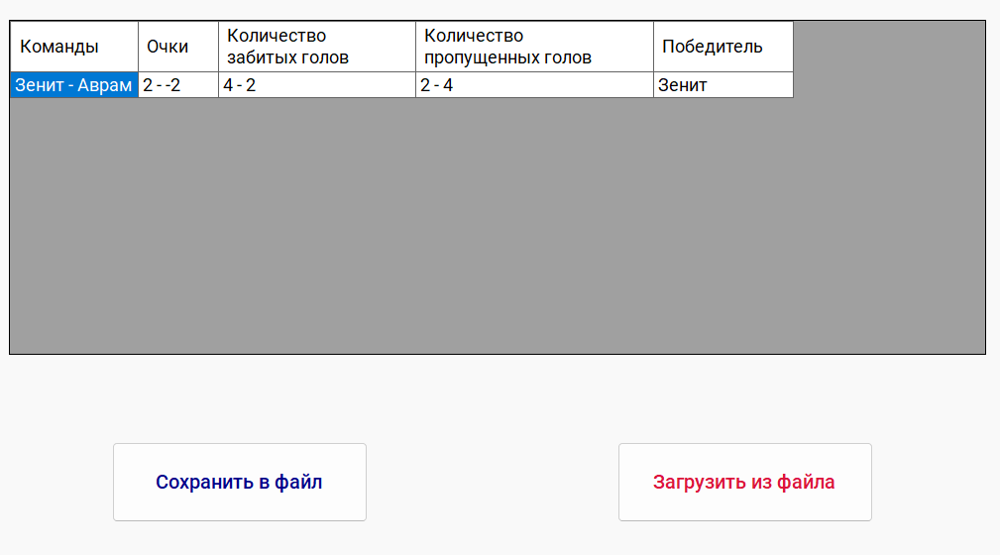 Команды Очки Количество забитых голов Количество пропущенных голов Победитель
Зенит - Аврам 2 - -2 4 - 2 2 - 4 Зенит
Сохранить в файл Загрузить из файла